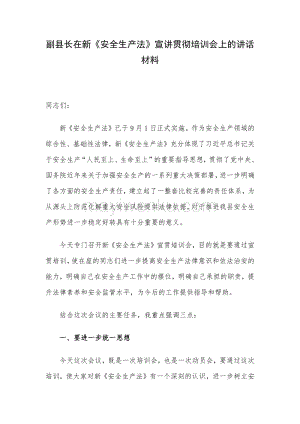 副县长在新《安全生产法》宣讲贯彻培训会上的讲话
材料
同志们：
新《安全生产法》已于9月1日正式实施，作为安全生产领域的
综合性、基础性法律，新《安全生产法》充分体现了习近平总书记关
于安全生产“人民至上、生命至上”的重要指导思想，贯彻了党中央、
国务院近年来关于加强安全生产的一系列重大决策部署，进一步明确
了各方面的安全生产责任，建立起了一整套比较完善的责任体系，为
从源头上防范化解重大安全风险提供法律依据，对于推进我县安全生
产形势进一步稳定好转具有十分重要的意义。
今天专门召开新《安全生产法》宣贯培训会，目的就是要通过宣
贯培训，使在座的同志们进一步提高安全生产法律意识和依法治安的
能力，明确自己在安全生产工作中的模位，明确自己承担的职责，提
升法律素养和安全监管水平，为今后的工作提供指导和帮助。
结合这次会议的主要任务，我重点强调三点：
一、要进一步统一思想
今天这次会议，既是一次培训会，也是一次动员会，要通过这次
培训，使大家对新《安全生产法》有一个深刻的认识，进一步树立安